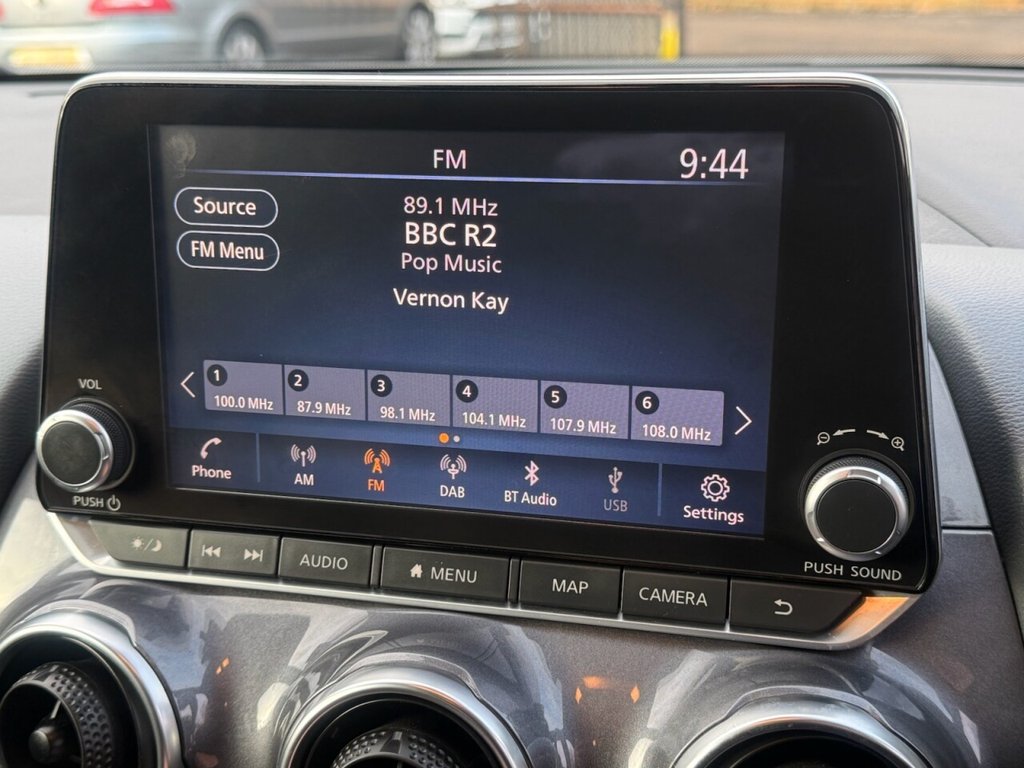 FM
9:44
Source
FM Menu
89.1 MHz
BBC R2
Pop Music
Vernon Kay
1
100.0 MHz
2
87.9 MHz
3
98.1 MHz
4
104.1 MHz
5
107.9 MHz
6
108.0 MHz
Phone
AM
FM
DAB
BT Audio
USB
Settings
VOL
PUSH
PUSH SOUND
AUDIO
MENU
MAP
CAMERA